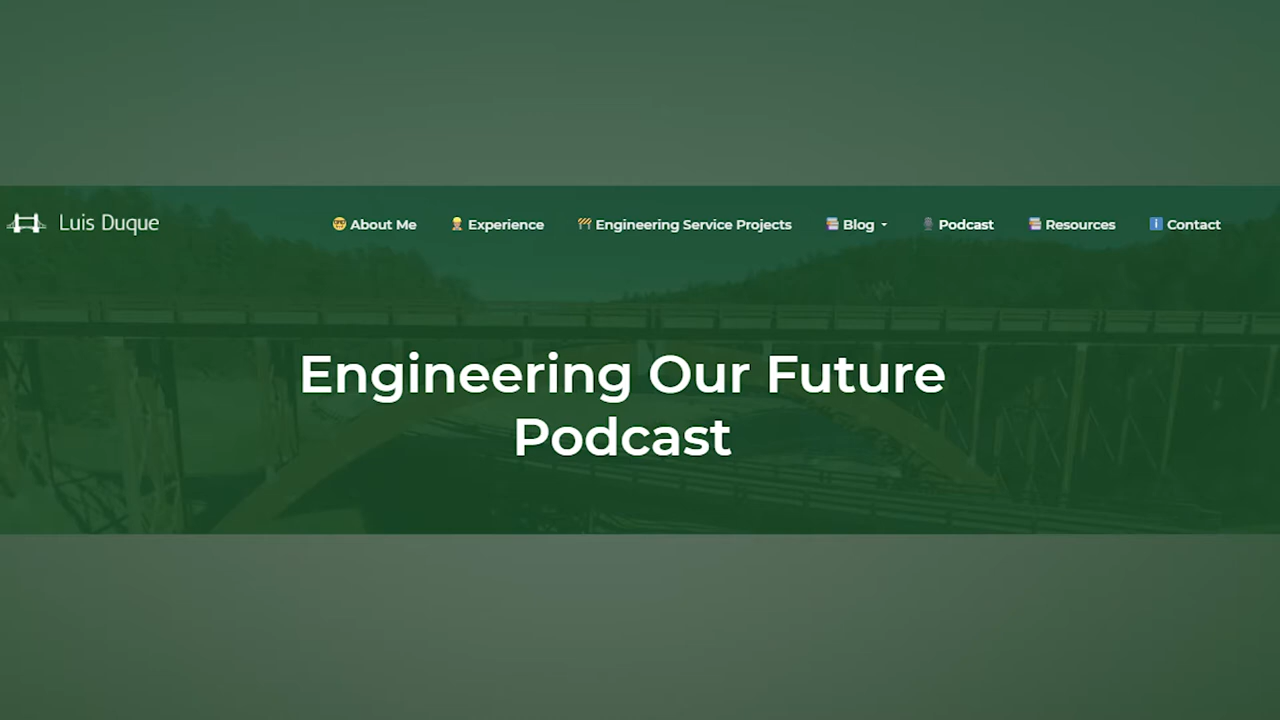 Luis Duque
About Me
Experience
Engineering Service Projects
Blog
Podcast
Resources
Contact
Engineering Our Future
Podcast